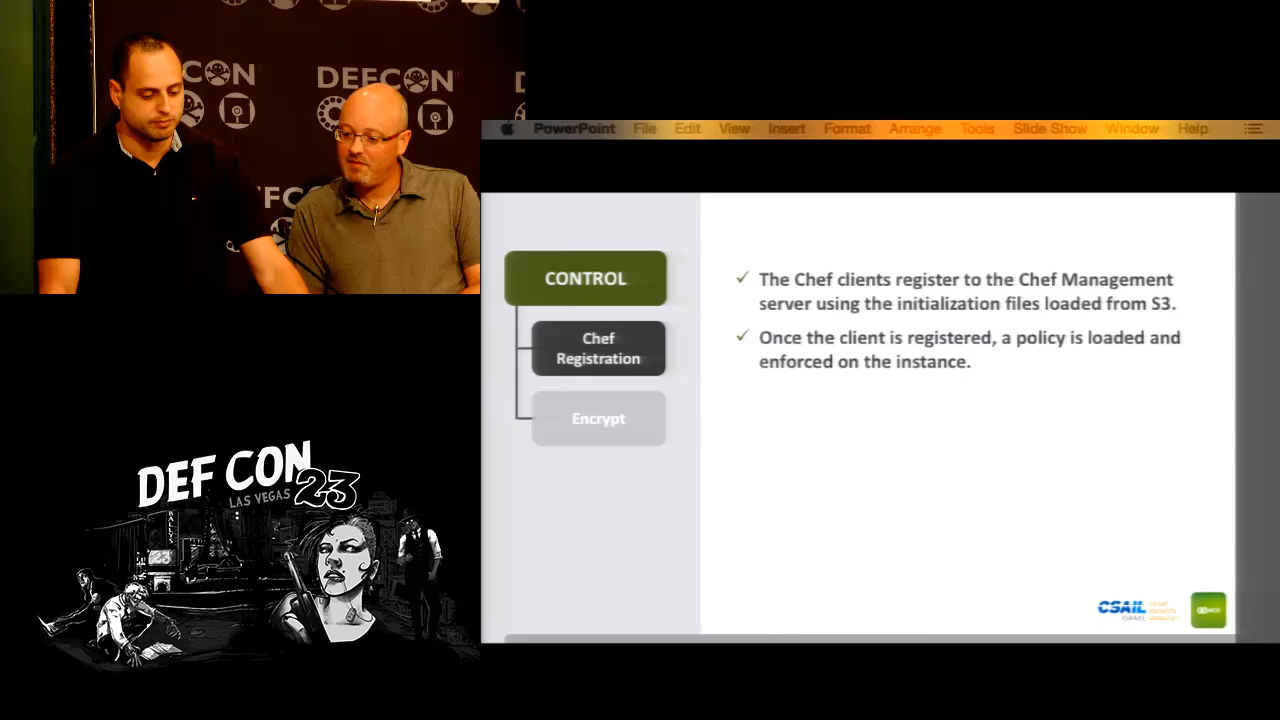 DEFCON
PowerPoint File Edit View Insert Format Arrange Tools Slide Show Window Help
CONTROL
Chef
Registration
Encrypt
✓ The Chef clients register to the Chef Management
server using the initialization files loaded from S3.
✓ Once the client is registered, a policy is loaded and
enforced on the instance.
DEF CON
LAS VEGAS 23
BALLYS
CSAIL
ISRAEL